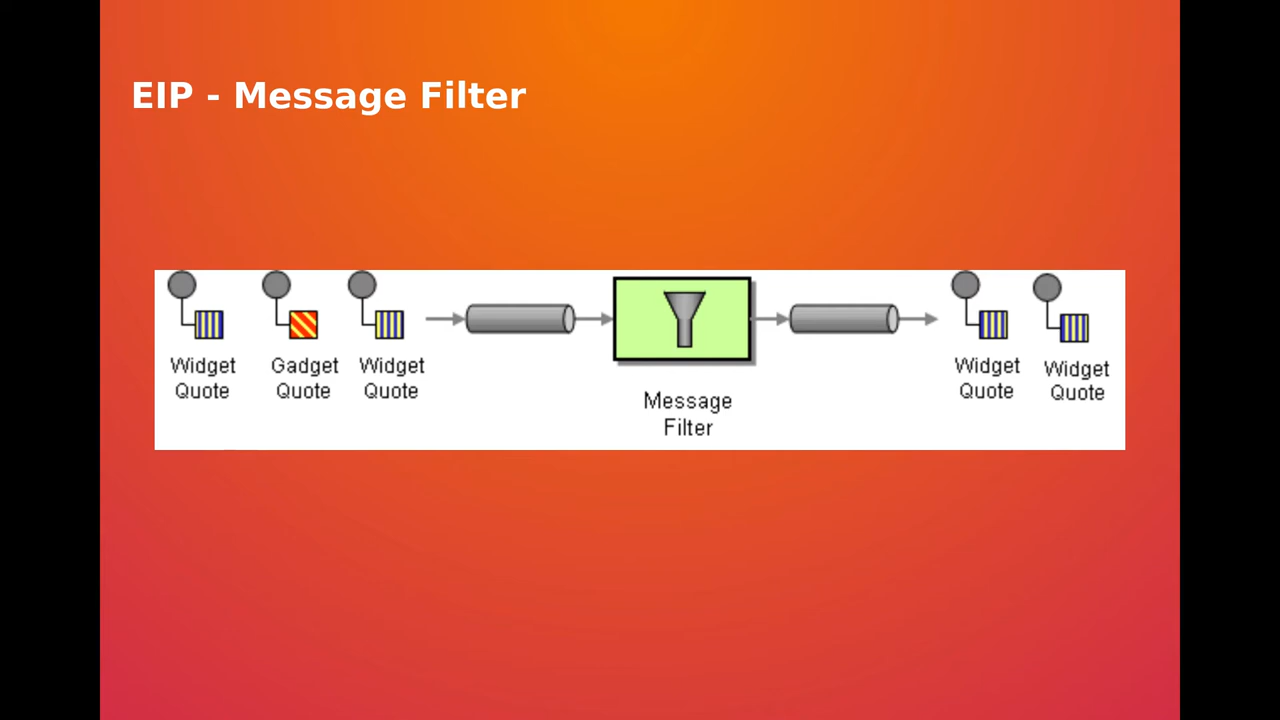 EIP - Message Filter
Widget
Quote
Gadget
Quote
Widget
Quote
Message
Filter
Widget
Quote
Widget
Quote